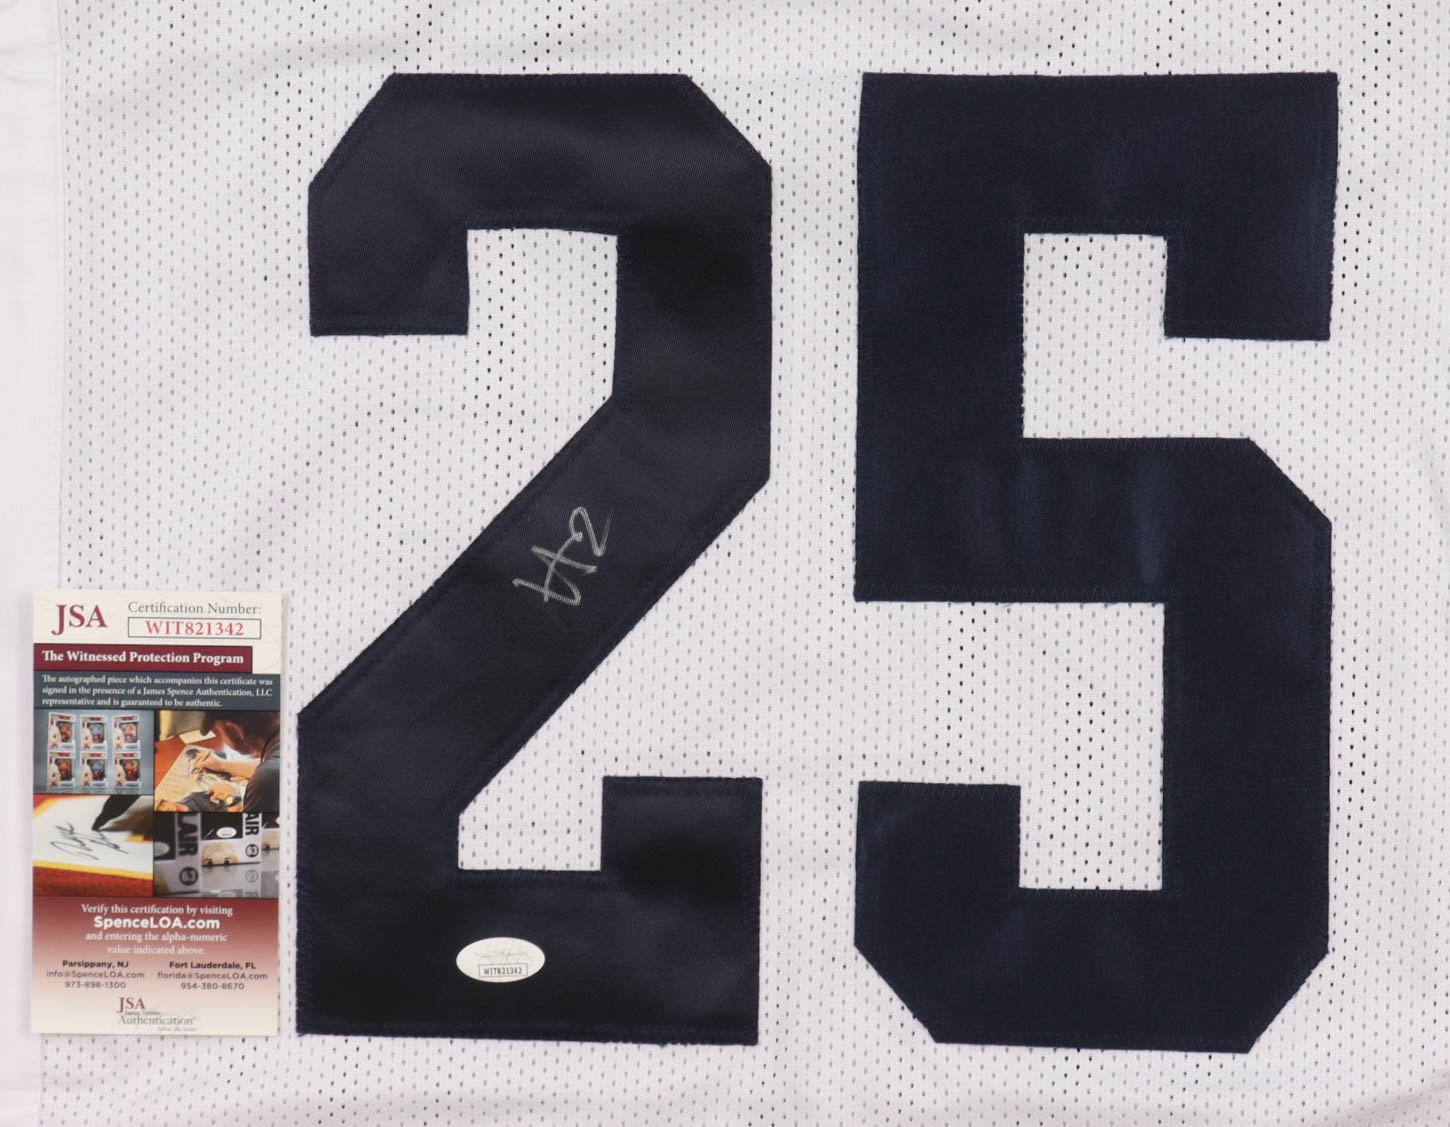 25
JSA
Certification Number:
WIT821342
The Witnessed Protection Program
The autographed piece which accompanies this certificate was
signed in the presence of a James Spence Authentication, LLC
representative and is guaranteed to be authentic.
Verify this certification by visiting
SpenceLOA.com
and entering the alpha-numeric
value indicated above.
Parsippany, NJ
info@SpenceLOA.com
973-898-1300
Fort Lauderdale, FL
florida@SpenceLOA.com
954-380-8670
JSA
James Spence
Authentication
WIT821342